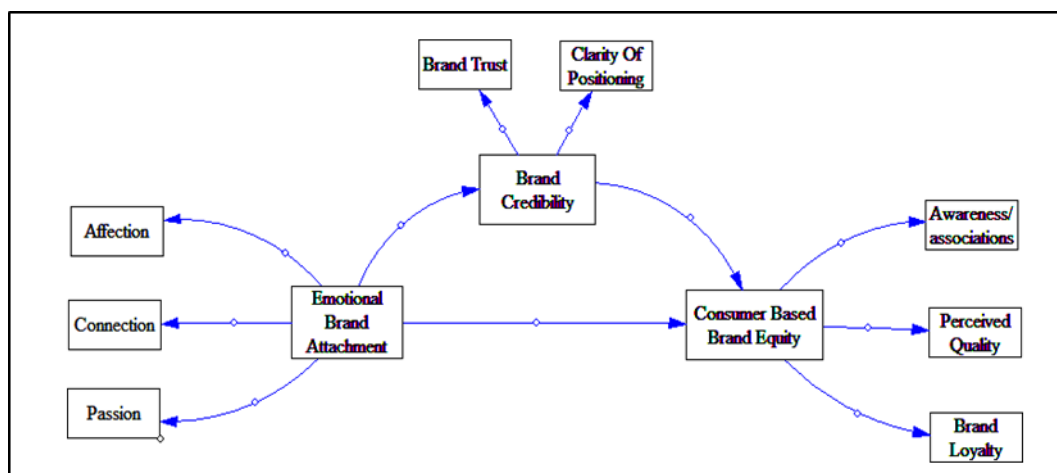 Brand Trust
Clarity Of
Positioning
Brand
Credibility
Affection
Awareness/
associations
Connection
Emotional
Brand
Attachment
Consumer Based
Brand Equity
Perceived
Quality
Passion
Brand
Loyalty